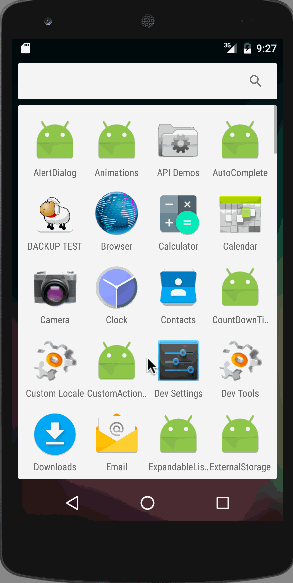 3G 9:27
AlertDialog Animations API Demos AutoComplete
BACKUP TEST Browser Calculator Calendar
Camera Clock Contacts CountDownTi..
Custom Locale CustomAction.. Dev Settings Dev Tools
Downloads Email ExpandableLis.. ExternalStorage